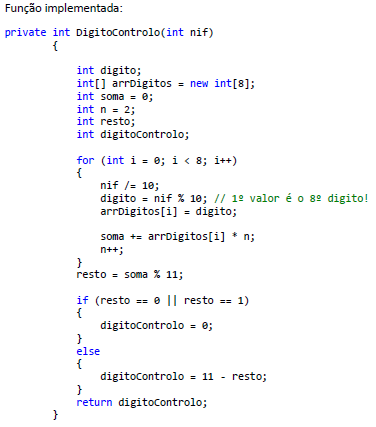 Função implementada:
private int DigitoControlo(int nif)
{
int digito;
int[] arrDigitos = new int[8];
int soma = 0;
int n = 2;
int resto;
int digitoControlo;
for (int i = 0; i < 8; i++)
{
nif /= 10;
digito = nif % 10; // 1º valor é o 8º digito!
arrDigitos[i] = digito;
soma += arrDigitos[i] * n;
n++;
}
resto = soma % 11;
if (resto == 0 || resto == 1)
{
digitoControlo = 0;
}
else
{
digitoControlo = 11 - resto;
}
return digitoControlo;
}